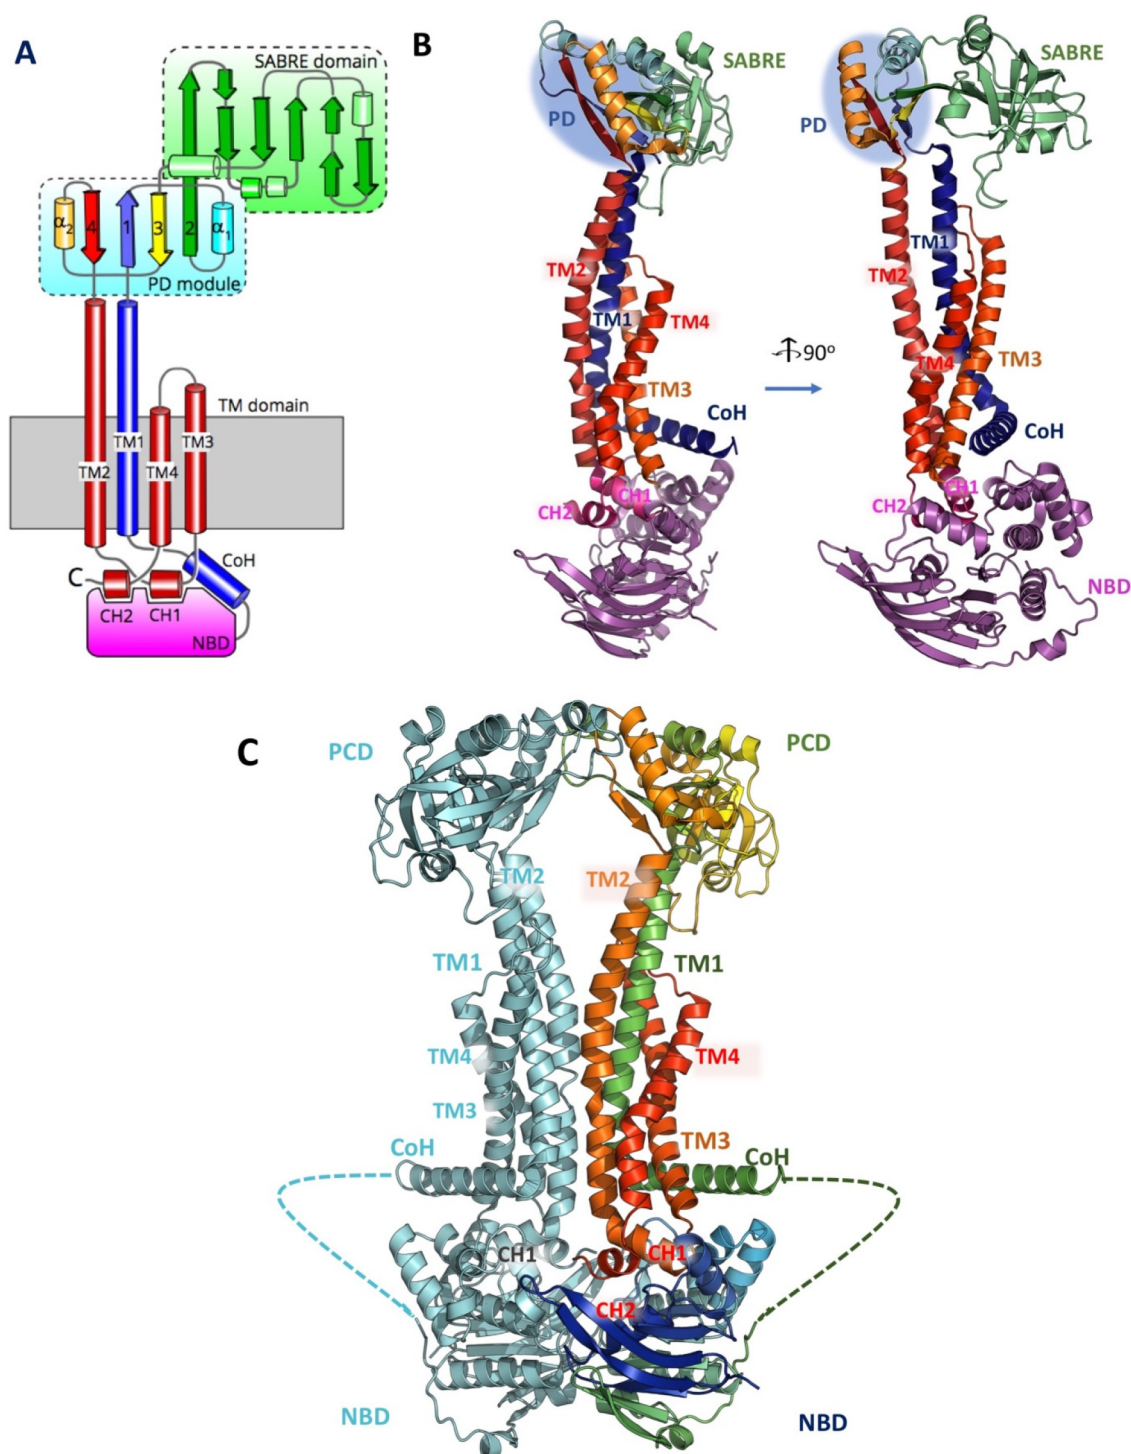 A
SABRE domain
α2
4
1
3
2
α1
PD module
TM domain
TM2
TM1
TM4
TM3
CoH
C
CH2
CH1
NBD
B
SABRE
PD
TM2
TM1
TM4
TM3
CoH
CH1
CH2
90°
SABRE
PD
TM1
TM2
TM4
TM3
CoH
CH1
CH2
NBD
C
PCD
PCD
TM2
TM2
TM1
TM1
TM4
TM4
TM3
TM3
CoH
CoH
CH1
CH1
CH2
NBD
NBD